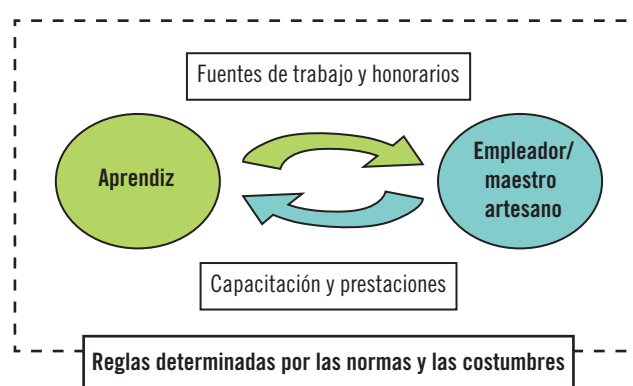 Fuentes de trabajo y honorarios
Aprendiz
Empleador/
maestro
artesano
Capacitación y prestaciones
Reglas determinadas por las normas y las costumbres